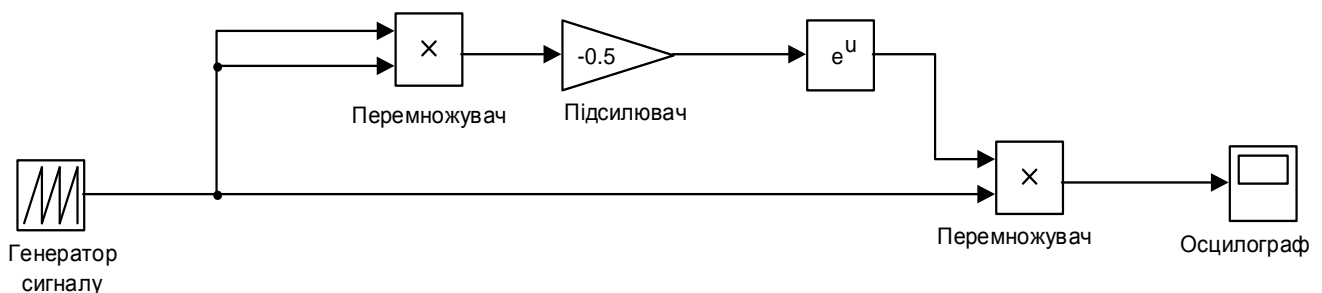 ×
-0.5
e^u
Перемножувач
Підсилювач
×
Генератор
сигналу
Перемножувач
Осцилограф